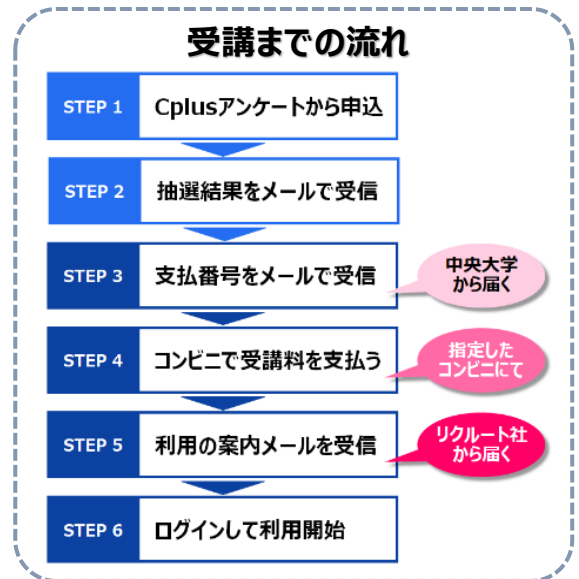 受講までの流れ
STEP 1
Cplusアンケートから申込
STEP 2
抽選結果をメールで受信
STEP 3
支払番号をメールで受信
中央大学
から届く
STEP 4
コンビニで受講料を支払う
指定した
コンビニにて
STEP 5
利用の案内メールを受信
リクルート社
から届く
STEP 6
ログインして利用開始